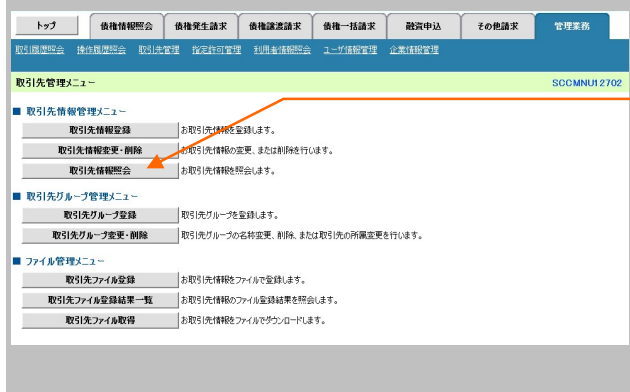 トップ 債権情報照会 債権発生請求 債権譲渡請求 債権一括請求 融資申込 その他請求 管理業務
取引履歴照会 操作履歴照会 取引先管理 指定許可管理 利用者情報照会 ユーザ情報管理 企業情報管理
取引先管理メニュー SCCMNU12702
■ 取引先情報管理メニュー
取引先情報登録 お取引先情報を登録します。
取引先情報変更・削除 お取引先情報の変更、または削除を行います。
取引先情報照会 お取引先情報を照会します。
■ 取引先グループ管理メニュー
取引先グループ登録 取引先グループを登録します。
取引先グループ変更・削除 取引先グループの名称変更、削除、または取引先の所属変更を行います。
■ ファイル管理メニュー
取引先ファイル登録 お取引先情報をファイルで登録します。
取引先ファイル登録結果一覧 お取引先情報のファイル登録結果を照会します。
取引先ファイル取得 お取引先情報をファイルでダウンロードします。